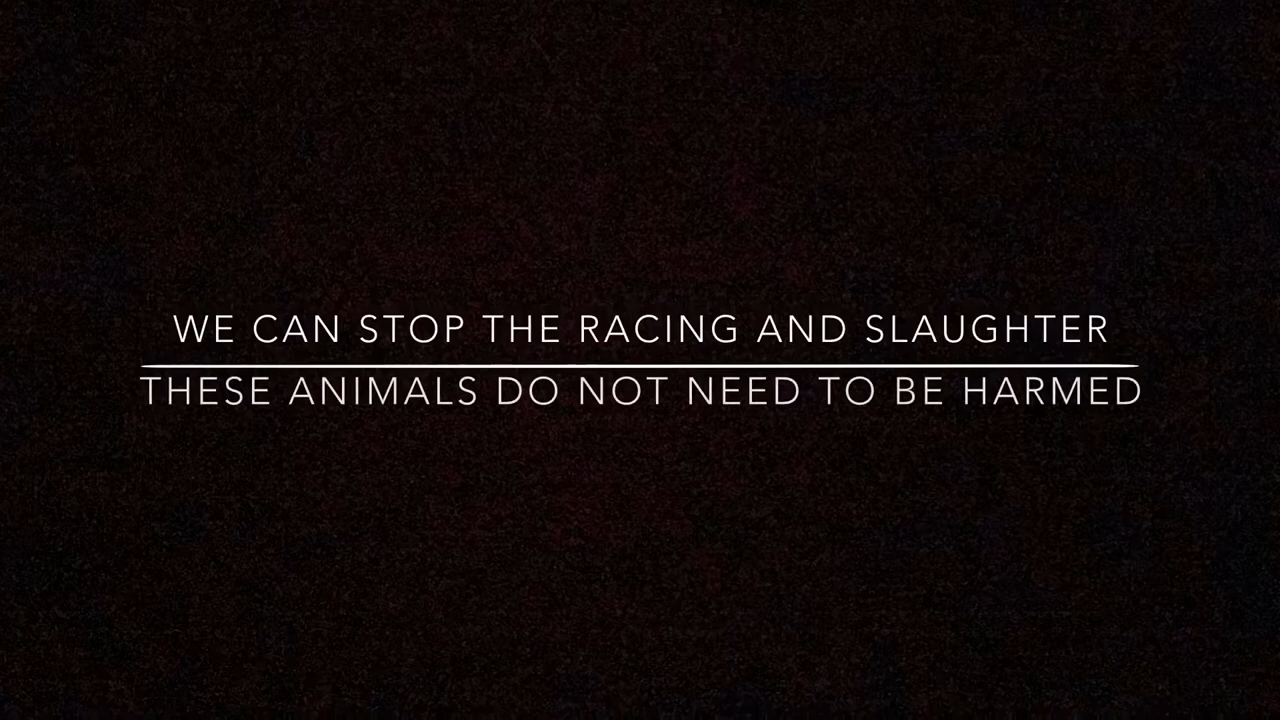 WE CAN STOP THE RACING AND SLAUGHTER
THESE ANIMALS DO NOT NEED TO BE HARMED